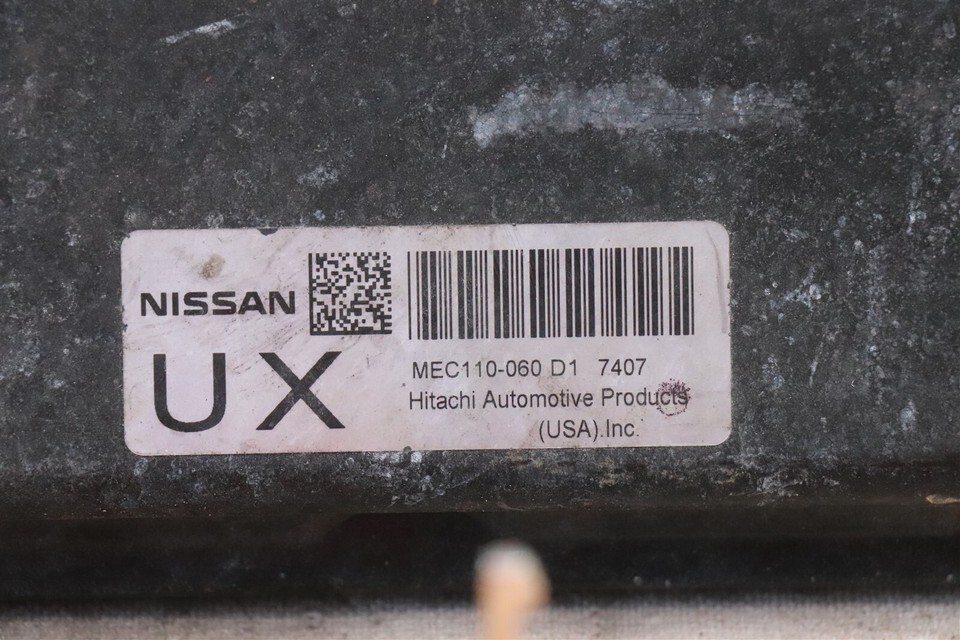 NISSAN
UX
MEC110-060 D1 7407
Hitachi Automotive Products
(USA).Inc.